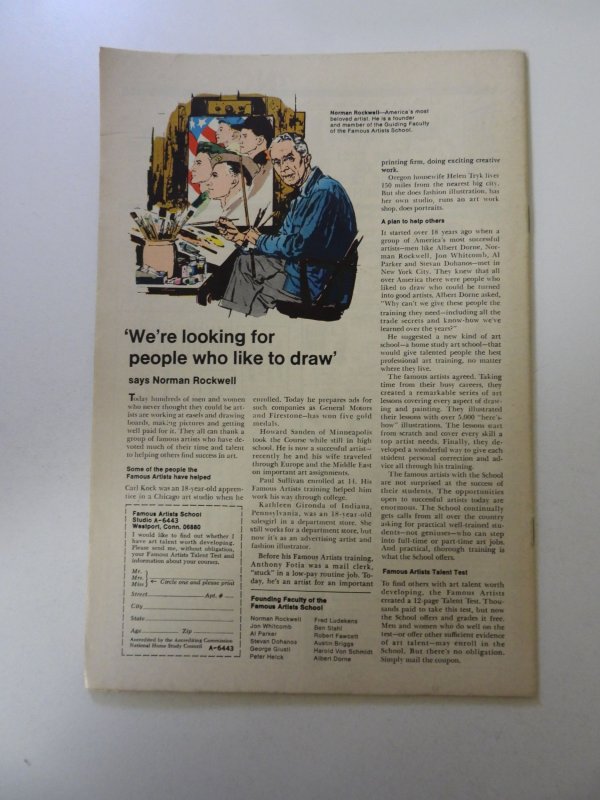 Norman Rockwell—America's most
beloved artist. He is a founder
and member of the Guiding Faculty
of the Famous Artists School.
'We're looking for
people who like to draw'
says Norman Rockwell
Today hundreds of men and women
who never thought they could be art-
ists are working at easels and drawing
boards, making pictures and getting
well paid for it. They all can thank a
group of famous artists who have de-
voted much of their time and talent
to helping others find success in art.
Some of the people the
Famous Artists have helped
Carl Knek was an 18-year-old appren-
tice in a Chicago art studio when he
Famous Artists School
Studio A-6443
Westport, Conn. 06880
I would like to find out whether I
have art talent worth developing.
Please send me, without obligation,
your Famous Artists Talent Test and
information about your courses.
Mr.
Mrs.
Miss
← Circle one and please print
Street Apt. #
City
State
Age Zip
Accredited by the Accrediting Commission
National Home Study Council A-6443
enrolled. Today he prepares ads for
such companies as General Motors
and Firestone—has won five gold
medals.
Howard Sanden of Minneapolis
took the Course while still in high
school. He is now a successful artist—
recently he and his wife traveled
through Europe and the Middle East
on important art assignments.
Paul Sullivan enrolled at 14. His
Famous Artists training helped him
work his way through college.
Kathleen Gironda of Indiana,
Pennsylvania, was an 18-year-old
salesgirl in a department store. She
still works for a department store, but
now it's as an advertising artist and
fashion illustrator.
Before his Famous Artists training,
Anthony Fotia was a mail clerk,
"stuck" in a low-pay routine job. To-
day, he's an artist for an important
Founding Faculty of the
Famous Artists School
Norman Rockwell
Jon Whitcomb
Al Parker
Stevan Dohanos
George Giusti
Peter Helck
Fred Ludekens
Ben Stahl
Robert Fawcett
Austin Briggs
Harold Von Schmidt
Albert Dorne
printing firm, doing exciting creative
work.
Oregon housewife Helen Tryk lives
150 miles from the nearest big city.
But she does fashion illustration, has
her own studio, runs an art work
shop, does portraits.
A plan to help others
It started over 18 years ago when a
group of America's most successful
artists—men like Albert Dorne, Nor-
man Rockwell, Jon Whitcomb, Al
Parker and Stevan Dohanos—met in
New York City. They knew that all
over America there were people who
liked to draw who could be turned
into good artists. Albert Dorne asked,
"Why can't we give these people the
training they need—including all the
trade secrets and know-how we've
learned over the years?"
He suggested a new kind of art
school—a home study art school—that
would give talented people the best
professional art training, no matter
where they live.
The famous artists agreed. Taking
time from their busy careers, they
created a remarkable series of art
lessons covering every aspect of draw-
ing and painting. They illustrated
their lessons with over 5,000 "here's-
how" illustrations. The lessons start
from scratch and cover every skill a
top artist needs. Finally, they de-
veloped a wonderful way to give each
student personal correction and ad-
vice all through his training.
The famous artists with the School
are not surprised at the success of
their students. The opportunities
open to successful artists today are
enormous. The School continually
gets calls from all over the country
asking for practical well-trained stu-
dents—not geniuses—who can step
into full-time or part-time art jobs.
And practical, thorough training is
what the School offers.
Famous Artists Talent Test
To find others with art talent worth
developing, the Famous Artists
created a 12-page Talent Test. Thou-
sands paid to take this test, but now
the School offers and grades it free.
Men and women who do well on the
test—or offer other sufficient evidence
of art talent—may enroll in the
School. But there's no obligation.
Simply mail the coupon.